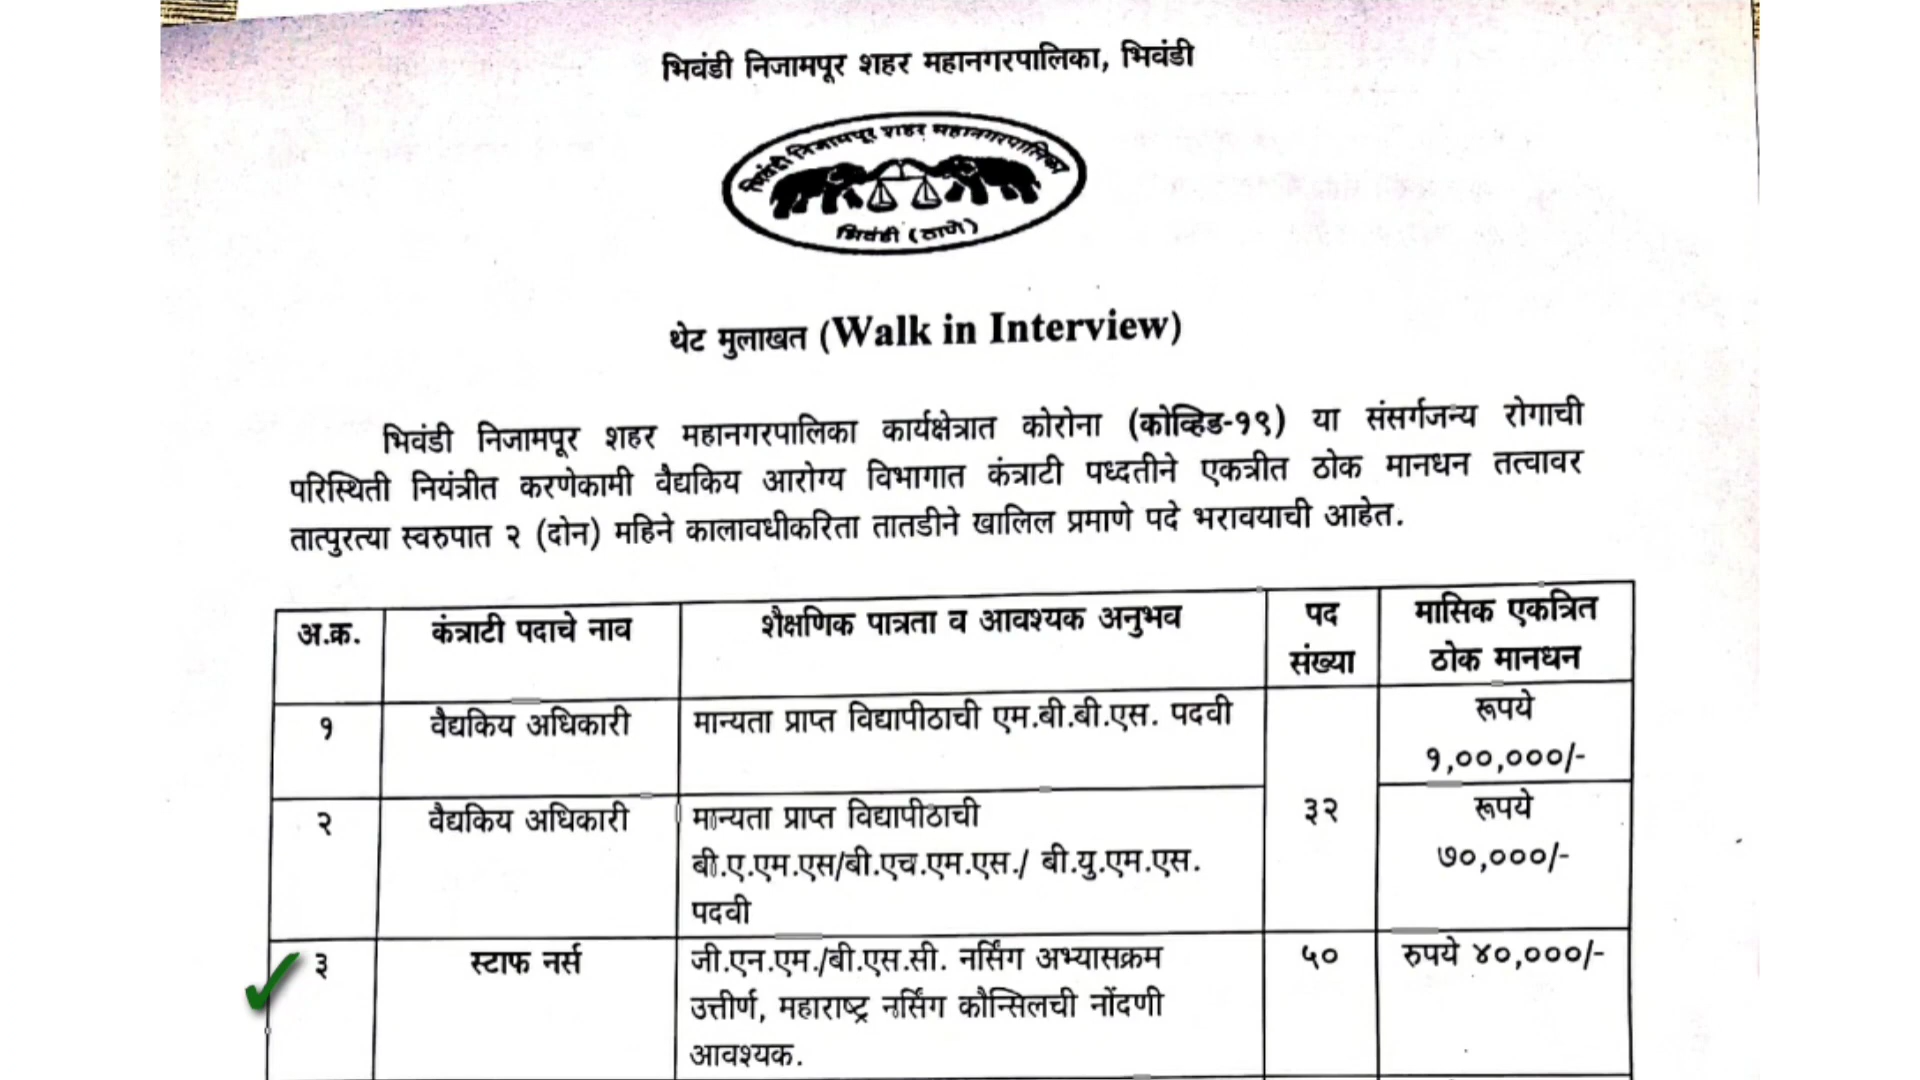 भिवंडी निजामपूर शहर महानगरपालिका, भिवंडी
भिवंडी निजामपूर शहर महानगरपालिका
भिवंडी (ठाणे)
थेट मुलाखत (Walk in Interview)
भिवंडी निजामपूर शहर महानगरपालिका कार्यक्षेत्रात कोरोना (कोव्हिड-१९) या संसर्गजन्य रोगाची
परिस्थिती नियंत्रीत करणेकामी वैद्यकिय आरोग्य विभागात कंत्राटी पध्दतीने एकत्रीत ठोक मानधन तत्वावर
तात्पुरत्या स्वरुपात २ (दोन) महिने कालावधीकरिता तातडीने खालिल प्रमाणे पदे भरावयाची आहेत.
अ.क्र. कंत्राटी पदाचे नाव शैक्षणिक पात्रता व आवश्यक अनुभव पद मासिक एकत्रित
संख्या ठोक मानधन
१ वैद्यकिय अधिकारी मान्यता प्राप्त विद्यापीठाची एम.बी.बी.एस. पदवी रूपये
१,००,०००/-
२ वैद्यकिय अधिकारी मान्यता प्राप्त विद्यापीठाची ३२ रूपये
बी.ए.एम.एस/बी.एच.एम.एस./ बी.यु.एम.एस. ७०,०००/-
पदवी
३ स्टाफ नर्स जी.एन.एम./बी.एस.सी. नर्सिंग अभ्यासक्रम ५० रुपये ४०,०००/-
उत्तीर्ण, महाराष्ट्र नर्सिंग कौन्सिलची नोंदणी
आवश्यक.